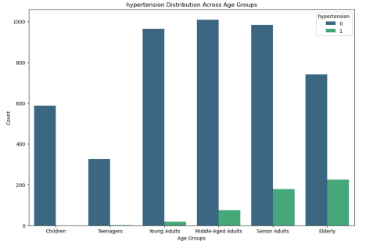 hypertension Distribution Across Age Groups
hypertension
0
1
1000
800
600
400
200
0
Count
Children Teenagers Young Adults Middle-Aged Adults Senior Adults Elderly
Age Groups